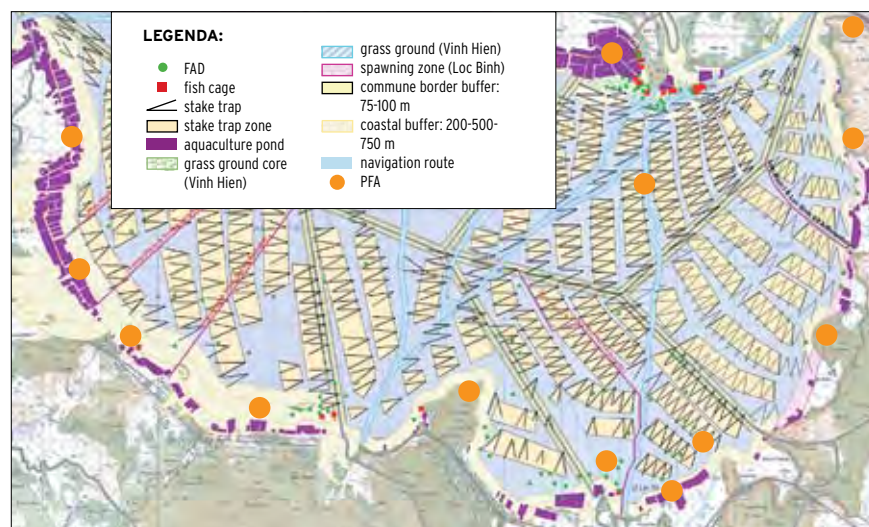 LEGENDA:
FAD
fish cage
stake trap
stake trap zone
aquaculture pond
grass ground core
(Vinh Hien)
grass ground (Vinh Hien)
spawning zone (Loc Binh)
commune border buffer:
75-100 m
coastal buffer: 200-500-
750 m
navigation route
PFA